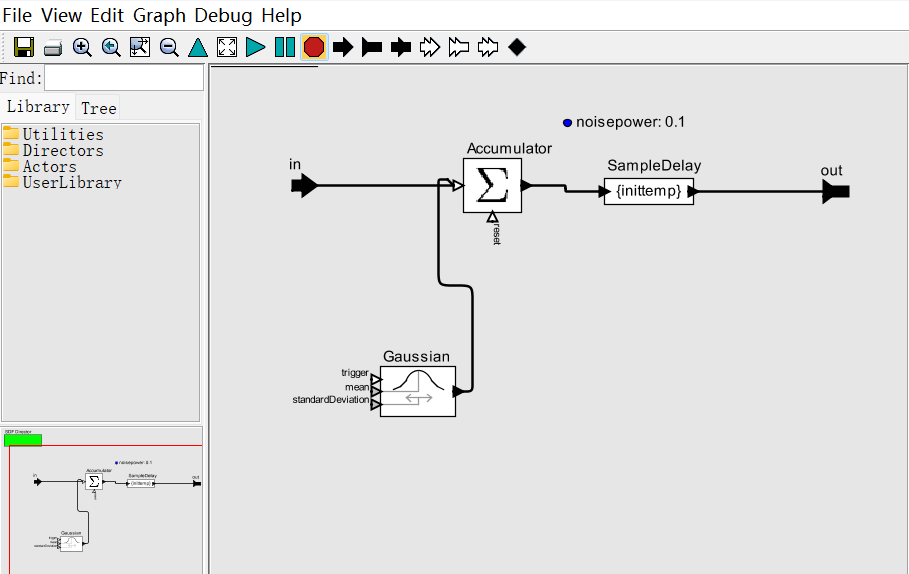 File View Edit Graph Debug Help
Find:
Library Tree
Utilities
Directors
Actors
UserLibrary
noisepower: 0.1
Accumulator
in
SampleDelay
{inittemp}
out
reset
Gaussian
trigger
mean
standardDeviation
SDF Director
noisepower: 0.1
Accumulator
in
SampleDelay
{inittemp}
out
Gaussian
trigger
mean
standardDeviation